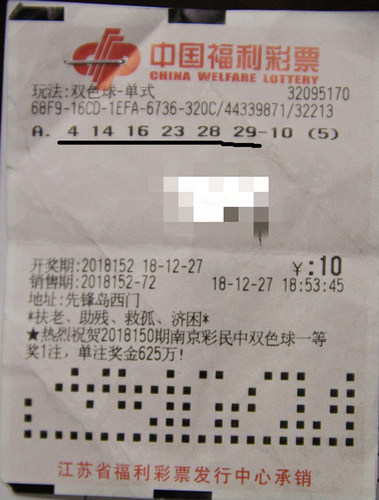 中国福利彩票
CHINA WELFARE LOTTERY
玩法:双色球-单式 32095170
68F9-16CD-1EFA-6736-320C/44339871/32213
A. 4 14 16 23 28 29-10 (5)
开奖期:2018152 18-12-27 ￥:10
销售期:2018152-72 18-12-27 18:53:45
地址:先锋岛西门
*扶老、助残、救孤、济困*
★热烈祝贺2018150期南京彩民中双色球一等
奖1注，单注奖金625万!
江苏省福利彩票发行中心承销